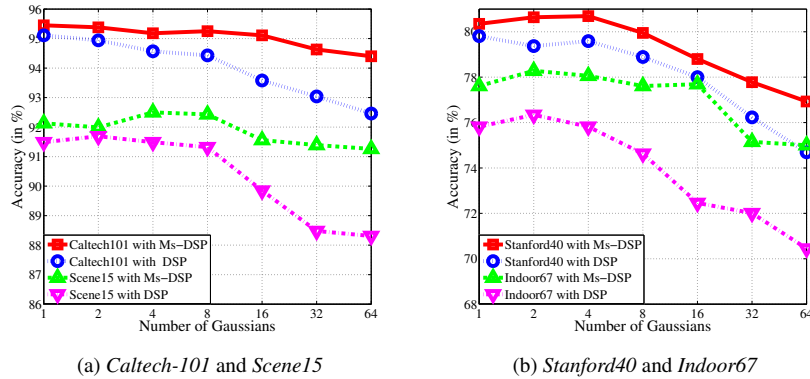 96
95
94
93
92
91
90
89
88
87
86
Accuracy (in %)
Caltech101 with Ms-DSP
Caltech101 with DSP
Scene15 with Ms-DSP
Scene15 with DSP
1 2 4 8 16 32 64
Number of Gaussians
(a) Caltech-101 and Scene15
80
78
76
74
72
70
68
Accuracy (in %)
Stanford40 with Ms-DSP
Stanford40 with DSP
Indoor67 with Ms-DSP
Indoor67 with DSP
1 2 4 8 16 32 64
Number of Gaussians
(b) Stanford40 and Indoor67